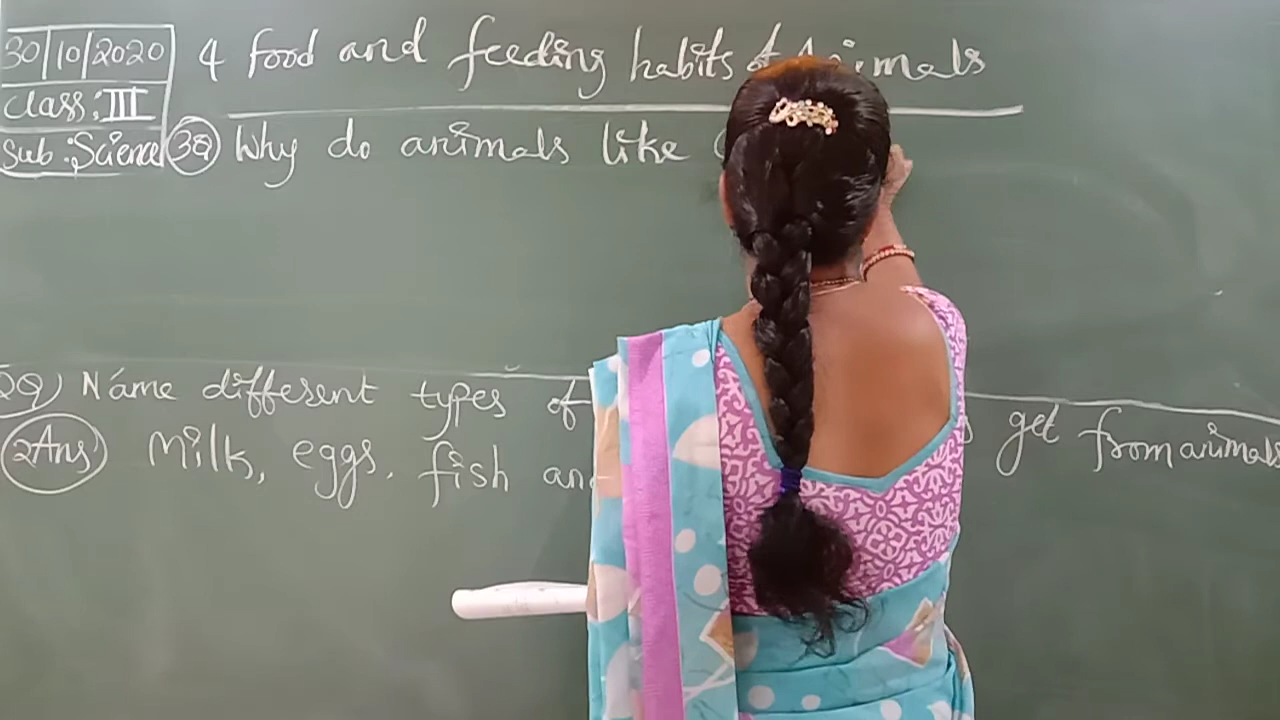 30/10/2020
Class: III
Sub: Science
4 food and feeding habits of Animals
3Q Why do animals like
2Q) Name different types of
get from animals
2Ans) Milk, eggs, fish